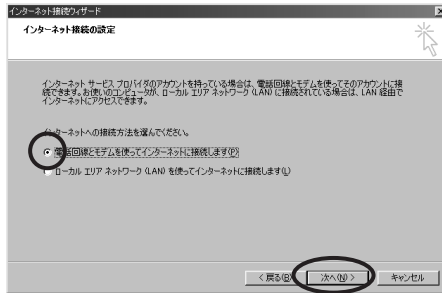 インターネット接続ウィザード
インターネット接続の設定
インターネット サービス プロバイダのアカウントを持っている場合は、電話回線とモデムを使ってそのアカウントに接
続できます。お使いのコンピュータが、ローカル エリア ネットワーク (LAN) に接続されている場合は、LAN 経由で
インターネットにアクセスできます。
インターネットへの接続方法を選んでください。
電話回線とモデムを使ってインターネットに接続します(P)
ローカル エリア ネットワーク (LAN) を使ってインターネットに接続します(L)
< 戻る(B)
次へ(N) >
キャンセル